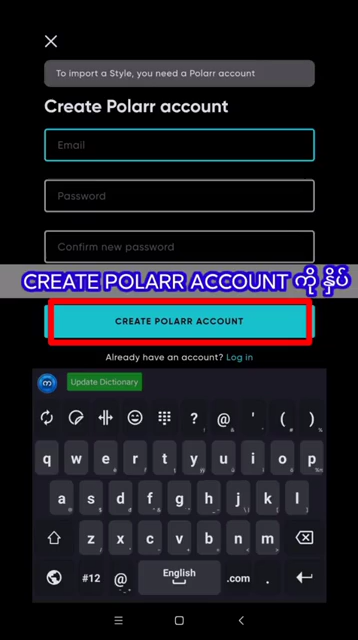 To import a Style, you need a Polarr account
Create Polarr account
Email
Password
Confirm new password
CREATE POLARR ACCOUNT ကို နှိပ်
CREATE POLARR ACCOUNT
Already have an account? Log in
က Update Dictionary
? @ ' ( )
q w e r t y u i o p
a s d f g h j k l
z x c v b n m
#12 @ English .com .